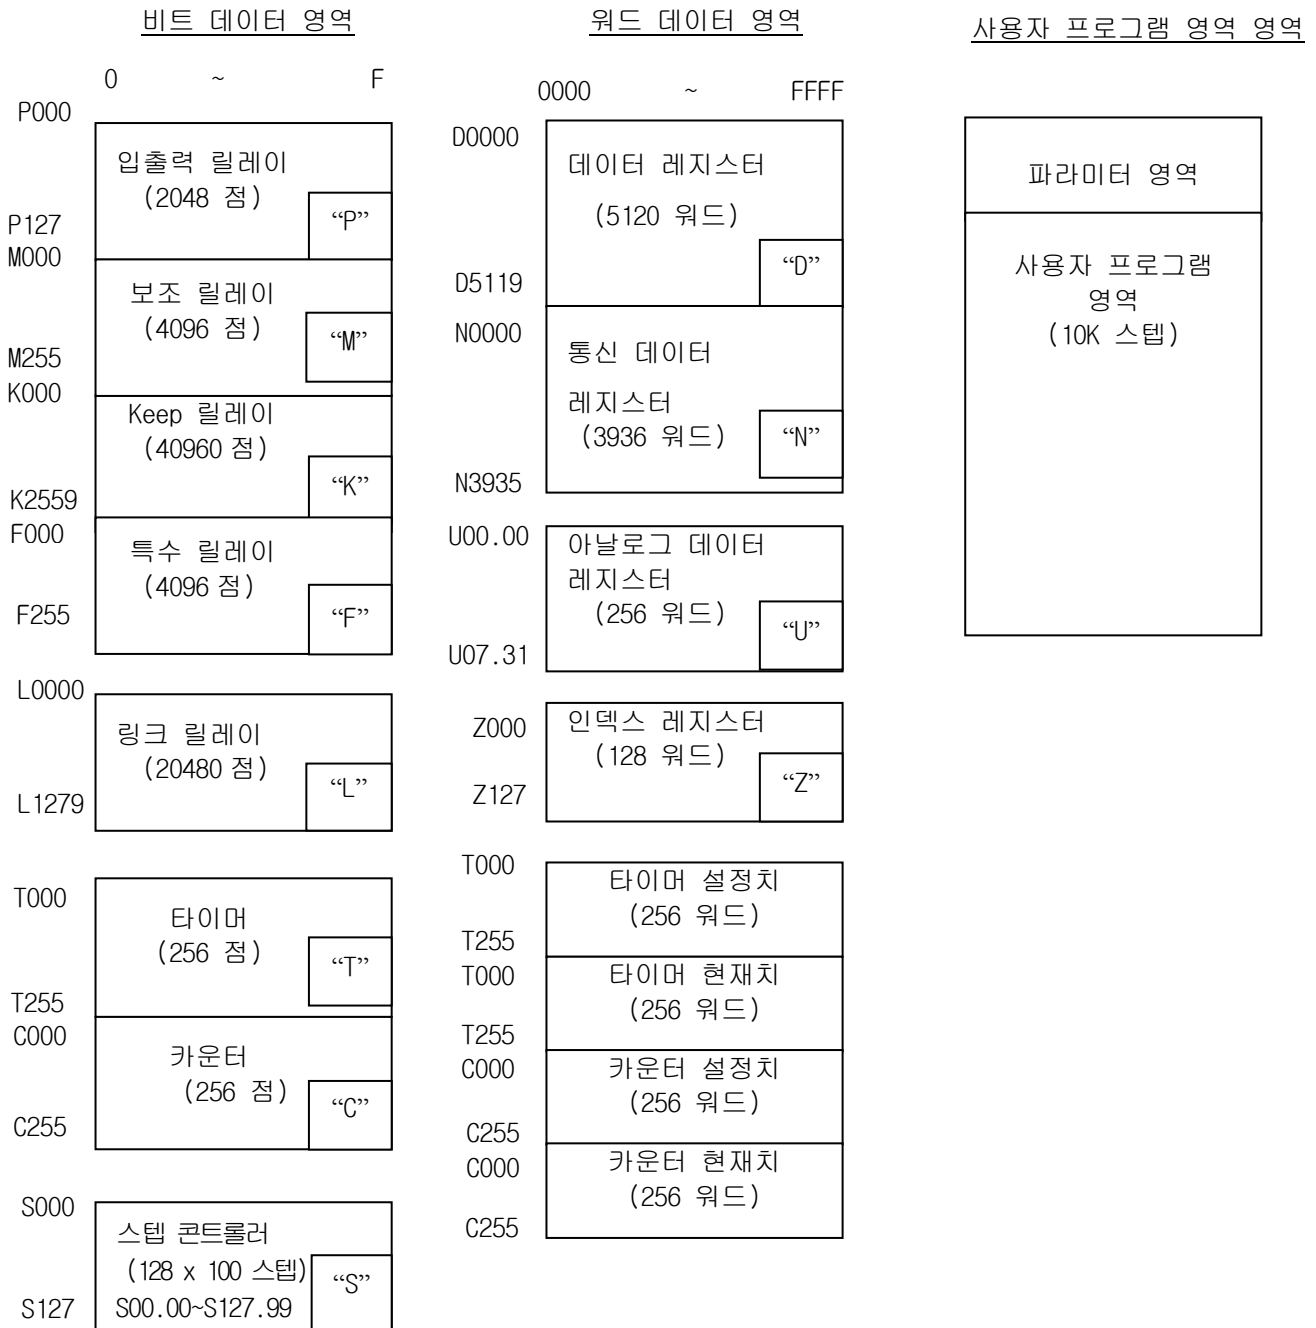 비트 데이터 영역
0 ~ F
P000
입출력 릴레이
(2048 점)
“P”
P127
M000
보조 릴레이
(4096 점)
“M”
M255
K000
Keep 릴레이
(40960 점)
“K”
K2559
F000
특수 릴레이
(4096 점)
“F”
F255
L0000
링크 릴레이
(20480 점)
“L”
L1279
T000
타이머
(256 점)
“T”
T255
C000
카운터
(256 점)
“C”
C255
S000
스텝 콘트롤러
(128 x 100 스텝)
“S”
S127
S00.00~S127.99
워드 데이터 영역
0000 ~ FFFF
D0000
데이터 레지스터
(5120 워드)
“D”
D5119
N0000
통신 데이터
레지스터
(3936 워드)
“N”
N3935
U00.00
아날로그 데이터
레지스터
(256 워드)
“U”
U07.31
Z000
인덱스 레지스터
(128 워드)
“Z”
Z127
T000
타이머 설정치
(256 워드)
T255
T000
타이머 현재치
(256 워드)
T255
C000
카운터 설정치
(256 워드)
C255
C000
카운터 현재치
(256 워드)
C255
사용자 프로그램 영역 영역
파라미터 영역
사용자 프로그램
영역
(10K 스텝)